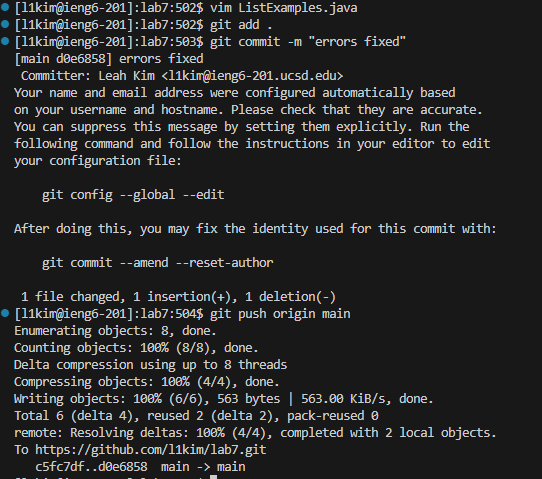 [l1kim@ieng6-201]:lab7:502$ vim ListExamples.java
[l1kim@ieng6-201]:lab7:502$ git add .
[l1kim@ieng6-201]:lab7:503$ git commit -m "errors fixed"
[main d0e6858] errors fixed
 Committer: Leah Kim <l1kim@ieng6-201.ucsd.edu>
Your name and email address were configured automatically based
on your username and hostname. Please check that they are accurate.
You can suppress this message by setting them explicitly. Run the
following command and follow the instructions in your editor to edit
your configuration file:

    git config --global --edit

After doing this, you may fix the identity used for this commit with:

    git commit --amend --reset-author

 1 file changed, 1 insertion(+), 1 deletion(-)
[l1kim@ieng6-201]:lab7:504$ git push origin main
Enumerating objects: 8, done.
Counting objects: 100% (8/8), done.
Delta compression using up to 8 threads
Compressing objects: 100% (4/4), done.
Writing objects: 100% (6/6), 563 bytes | 563.00 KiB/s, done.
Total 6 (delta 4), reused 2 (delta 2), pack-reused 0
remote: Resolving deltas: 100% (4/4), completed with 2 local objects.
To https://github.com/l1kim/lab7.git
   c5fc7df..d0e6858  main -> main